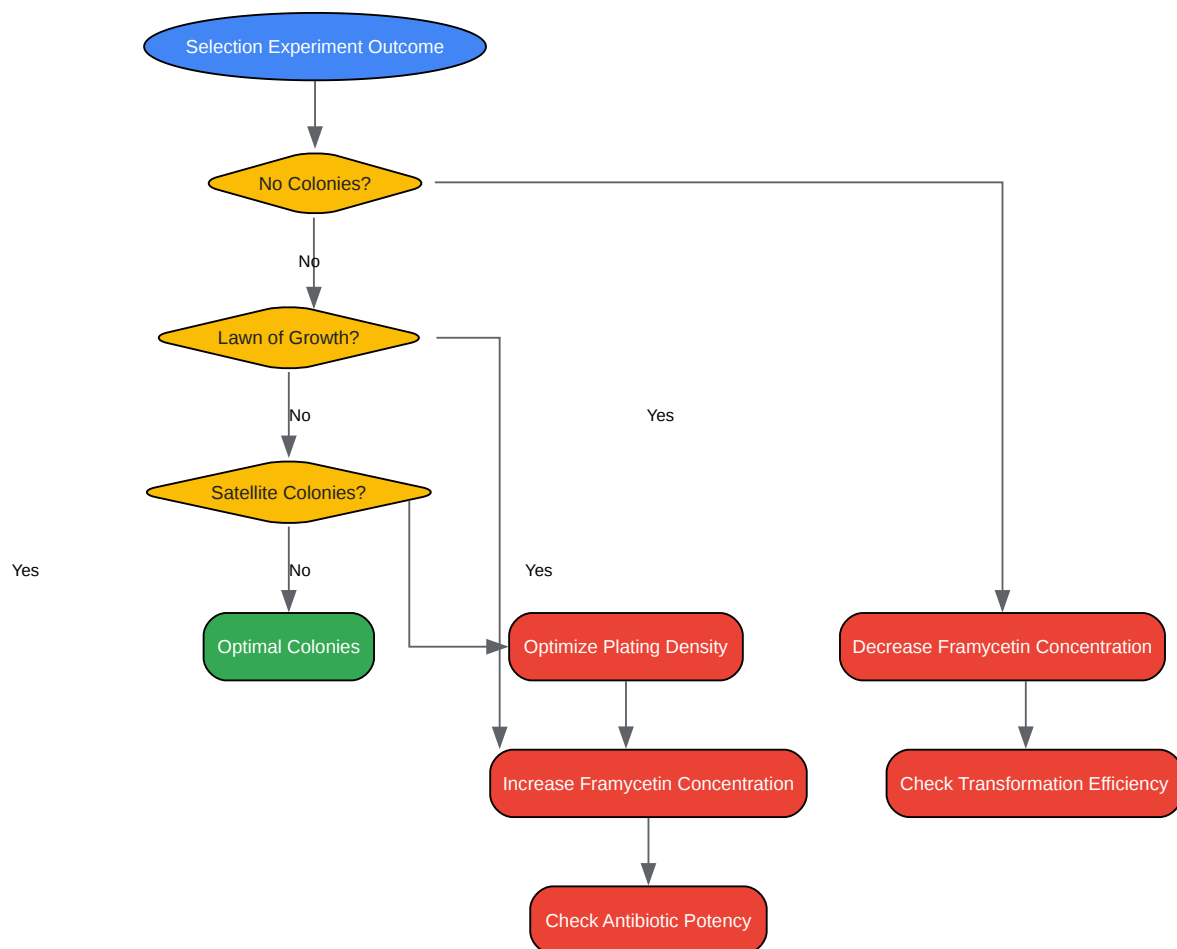 Selection Experiment Outcome
No Colonies?
No
Lawn of Growth?
No
Yes
Satellite Colonies?
Yes
No
Yes
Optimal Colonies
Optimize Plating Density
Decrease Framycetin Concentration
Increase Framycetin Concentration
Check Transformation Efficiency
Check Antibiotic Potency